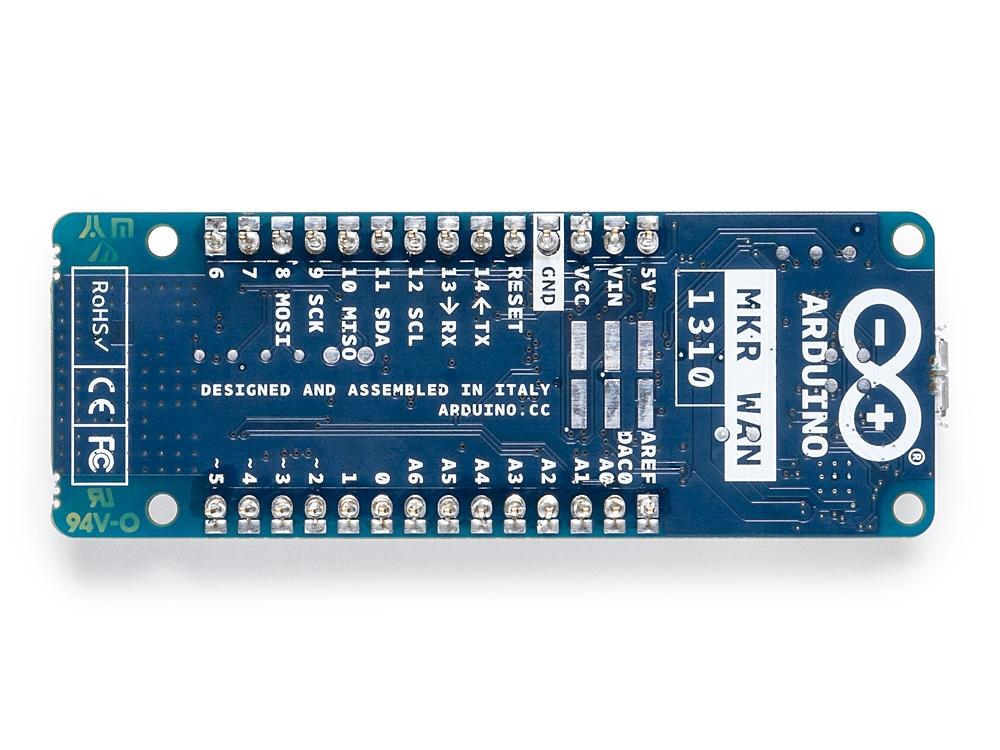 6
7
8 MOSI
9 SCK
10 MISO
11 SDA
12 SCL
13→RX
14←TX
RESET
GND
VCC
VIN
5V
RoHS✓
CE
FC
DESIGNED AND ASSEMBLED IN ITALY
ARDUINO.CC
MKR WAN
1310
ARDUINO
®
~5
~4
~3
~2
1
0
A6
A5
A4
A3
A2
A1
DAC0 A0
AREF
94V-0